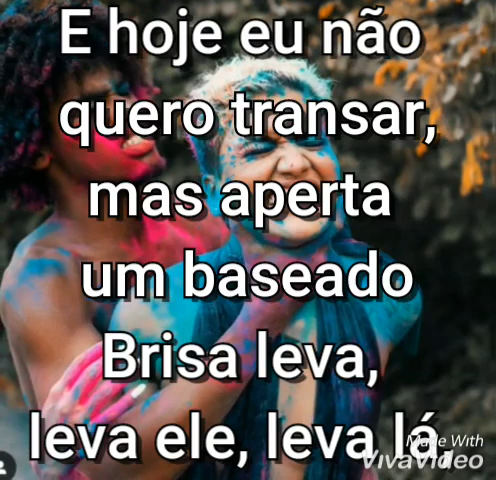 E hoje eu não
quero transar,
mas aperta
um baseado
Brisa leva,
leva ele, leva lá,
Made With
VivaVideo